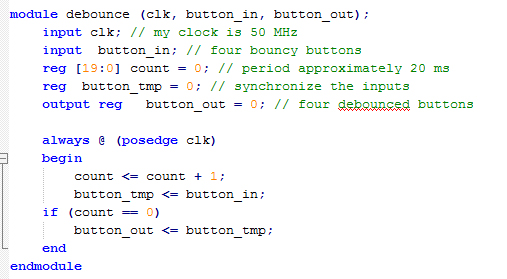 module debounce (clk, button_in, button_out);
input clk; // my clock is 50 MHz
input button_in; // four bouncy buttons
reg [19:0] count = 0; // period approximately 20 ms
reg button_tmp = 0; // synchronize the inputs
output reg button_out = 0; // four debounced buttons
always @ (posedge clk)
begin
count <= count + 1;
button_tmp <= button_in;
if (count == 0)
button_out <= button_tmp;
end
endmodule